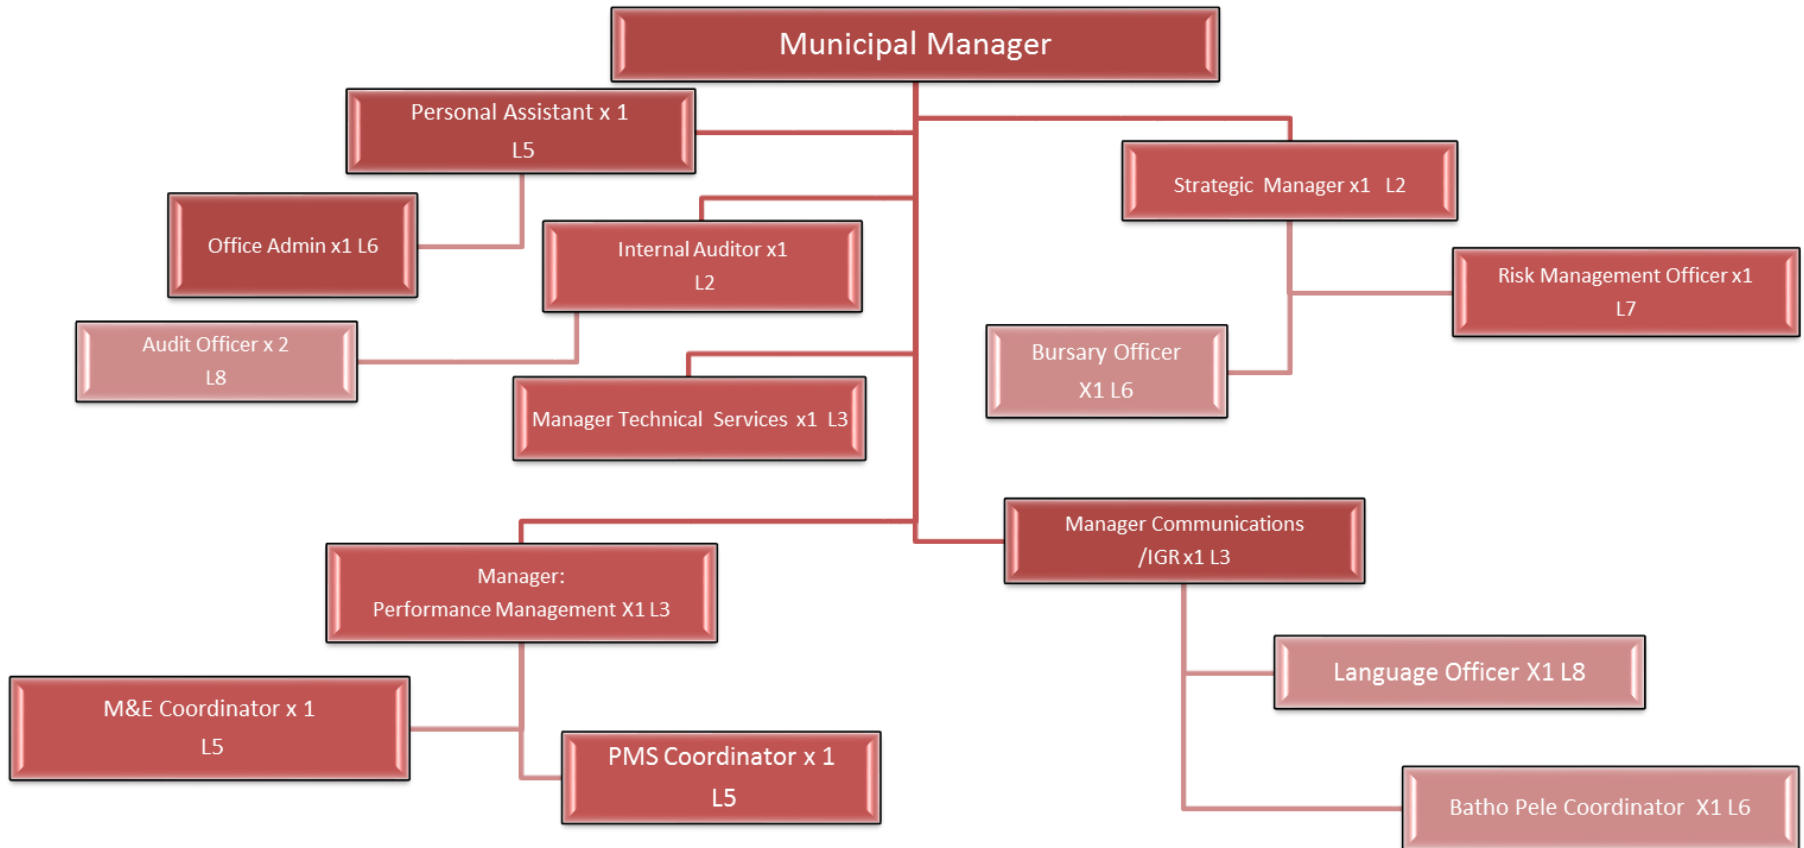 Municipal Manager
Personal Assistant x 1
L5
Strategic Manager x1 L2
Office Admin x1 L6
Internal Auditor x1
L2
Risk Management Officer x1
L7
Audit Officer x 2
L8
Bursary Officer
X1 L6
Manager Technical Services x1 L3
Manager Communications
/IGR x1 L3
Manager:
Performance Management X1 L3
Language Officer X1 L8
M&E Coordinator x 1
L5
PMS Coordinator x 1
L5
Batho Pele Coordinator X1 L6